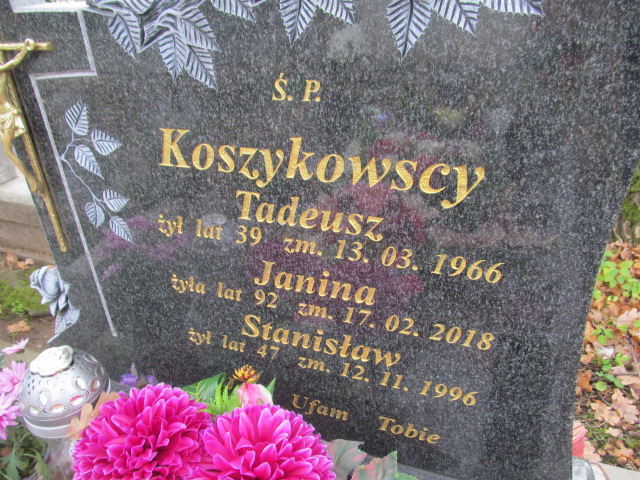 Ś. P.
Koszykowscy
Tadeusz
żył lat 39 zm. 13. 03. 1966
Janina
żyła lat 92 zm. 17. 02. 2018
Stanisław
żył lat 47 zm. 12. 11. 1996
Ufam Tobie